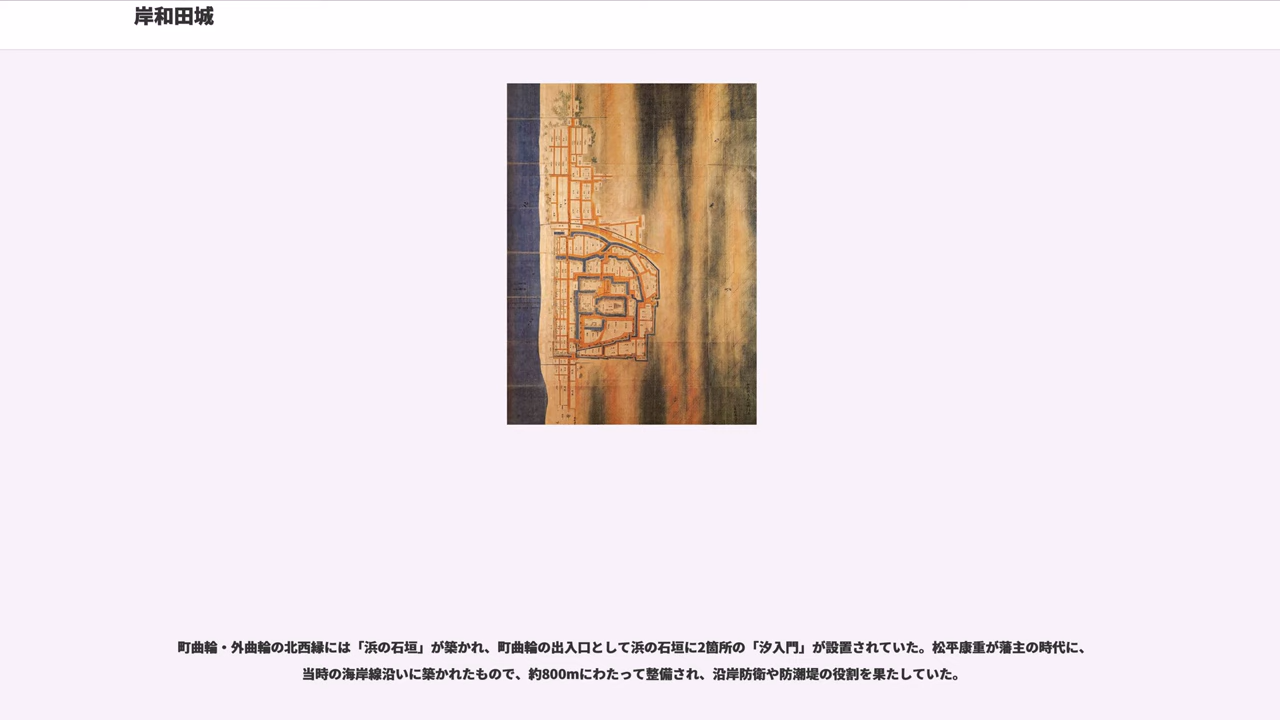 岸和田城
町曲輪・外曲輪の北西縁には「浜の石垣」が築かれ、町曲輪の出入口として浜の石垣に2箇所の「汐入門」が設置されていた。松平康重が藩主の時代に、
当時の海岸線沿いに築かれたもので、約800mにわたって整備され、沿岸防衛や防潮堤の役割を果たしていた。